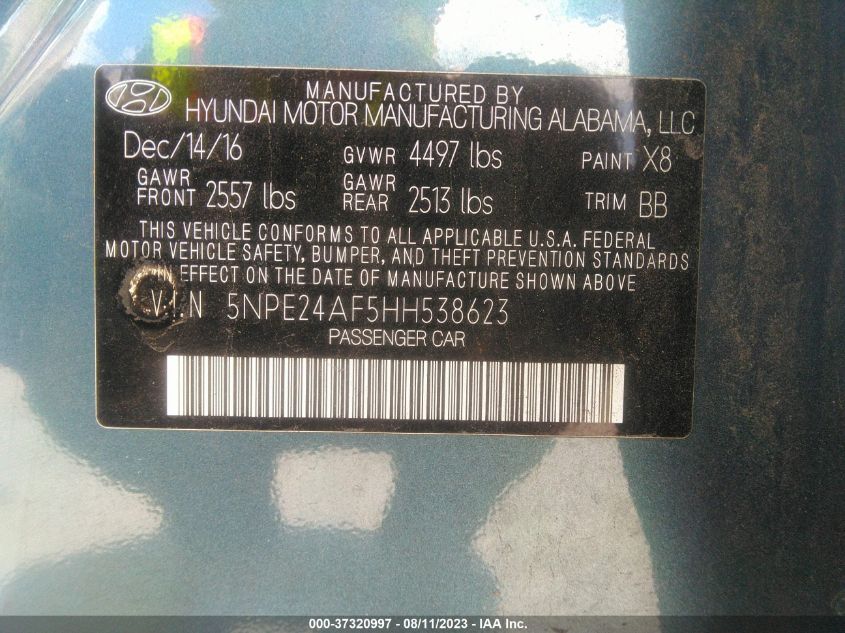 MANUFACTURED BY
HYUNDAI MOTOR MANUFACTURING ALABAMA, LLC
Dec/14/16 GVWR 4497 lbs PAINT X8
GAWR FRONT 2557 lbs GAWR REAR 2513 lbs TRIM BB
THIS VEHICLE CONFORMS TO ALL APPLICABLE U.S.A. FEDERAL
MOTOR VEHICLE SAFETY, BUMPER, AND THEFT PREVENTION STANDARDS
EFFECT ON THE DATE OF MANUFACTURE SHOWN ABOVE
VIN 5NPE24AF5HH538623
PASSENGER CAR
000-37320997 - 08/11/2023 - © IAA Inc.